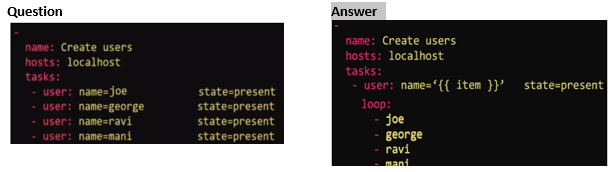 Question
-
name: Create users
hosts: localhost
tasks:
- user: name=joe state=present
- user: name=george state=present
- user: name=ravi state=present
- user: name=mani state=present
Answer
-
name: Create users
hosts: localhost
tasks:
- user: name=‘{{ item }}’ state=present
loop:
- joe
- george
- ravi
- mani